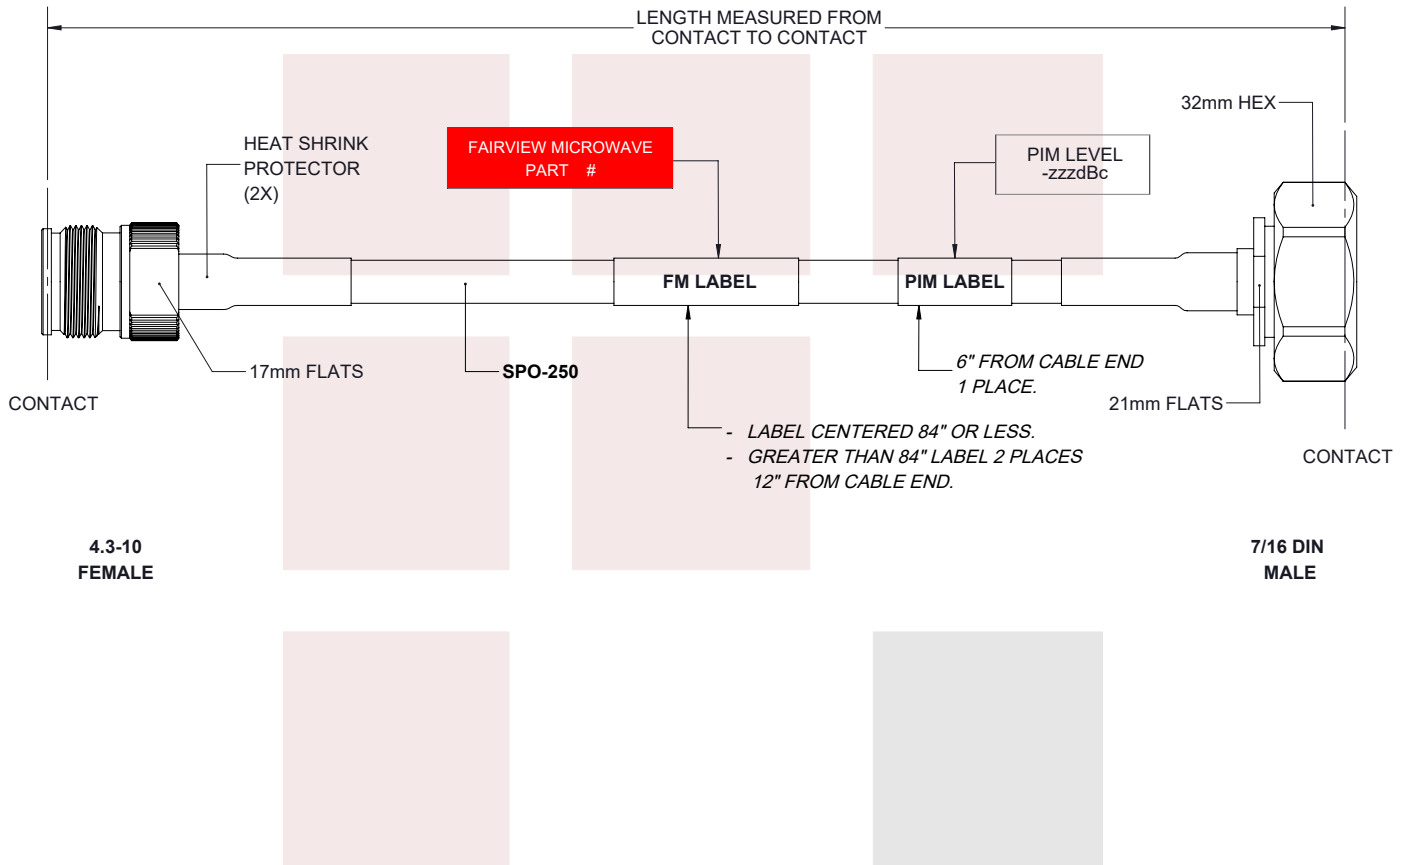 LENGTH MEASURED FROM
CONTACT TO CONTACT
32mm HEX
HEAT SHRINK
PROTECTOR
(2X)
FAIRVIEW MICROWAVE
PART #
PIM LEVEL
-zzzdBc
FM LABEL
PIM LABEL
17mm FLATS
SPO-250
6" FROM CABLE END
1 PLACE.
21mm FLATS
CONTACT
- LABEL CENTERED 84" OR LESS.
- GREATER THAN 84" LABEL 2 PLACES
12" FROM CABLE END.
CONTACT
4.3-10
FEMALE
7/16 DIN
MALE